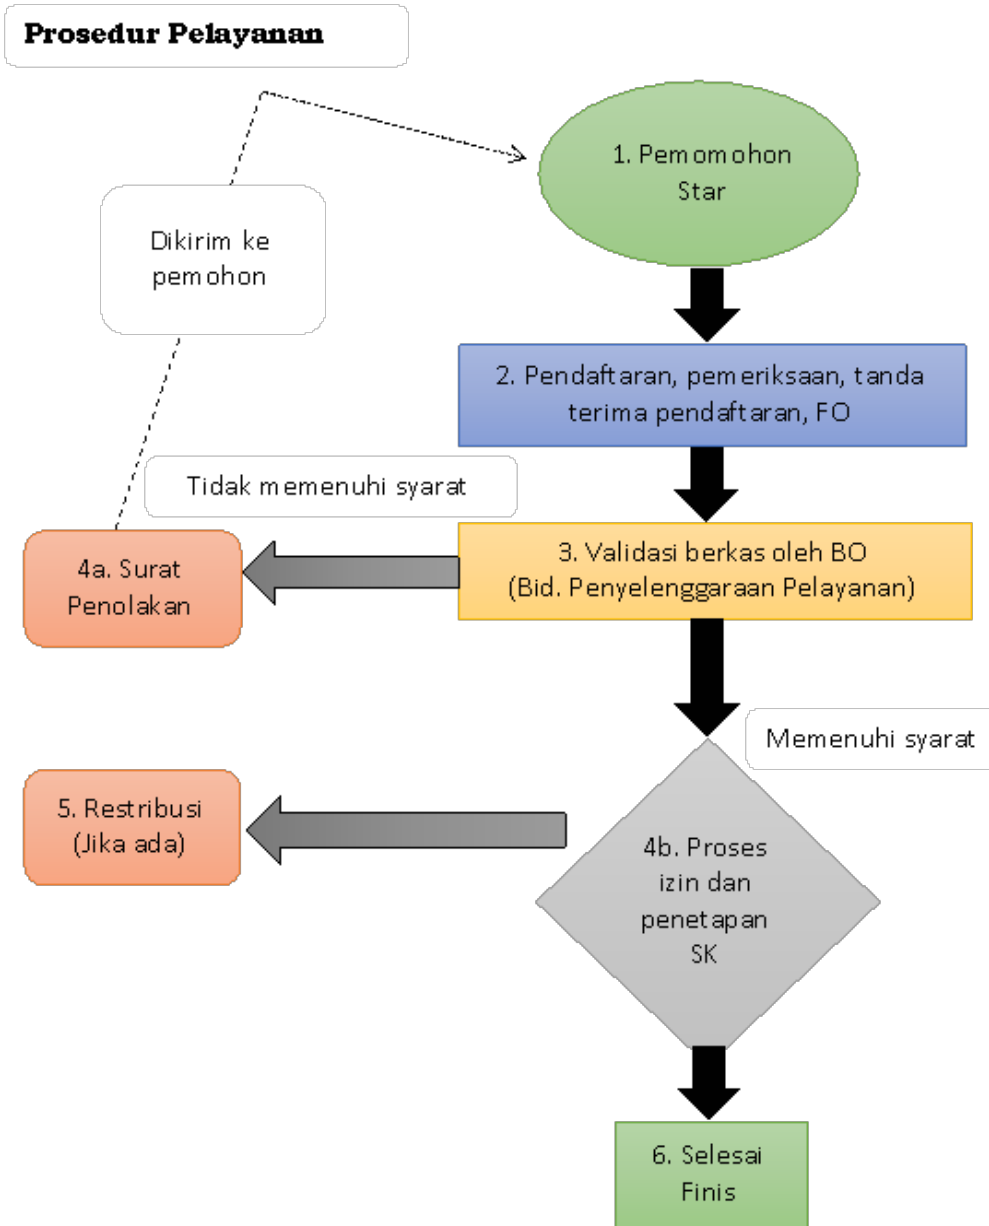 Prosedur Pelayanan
1. Pemomohon
Star
Dikirim ke
pemohon
2. Pendaftaran, pemeriksaan, tanda
terima pendaftaran, FO
Tidak memenuhi syarat
3. Validasi berkas oleh BO
(Bid. Penyelenggaraan Pelayanan)
4a. Surat
Penolakan
Memenuhi syarat
5. Restribusi
(Jika ada)
4b. Proses
izin dan
penetapan
SK
6. Selesai
Finis